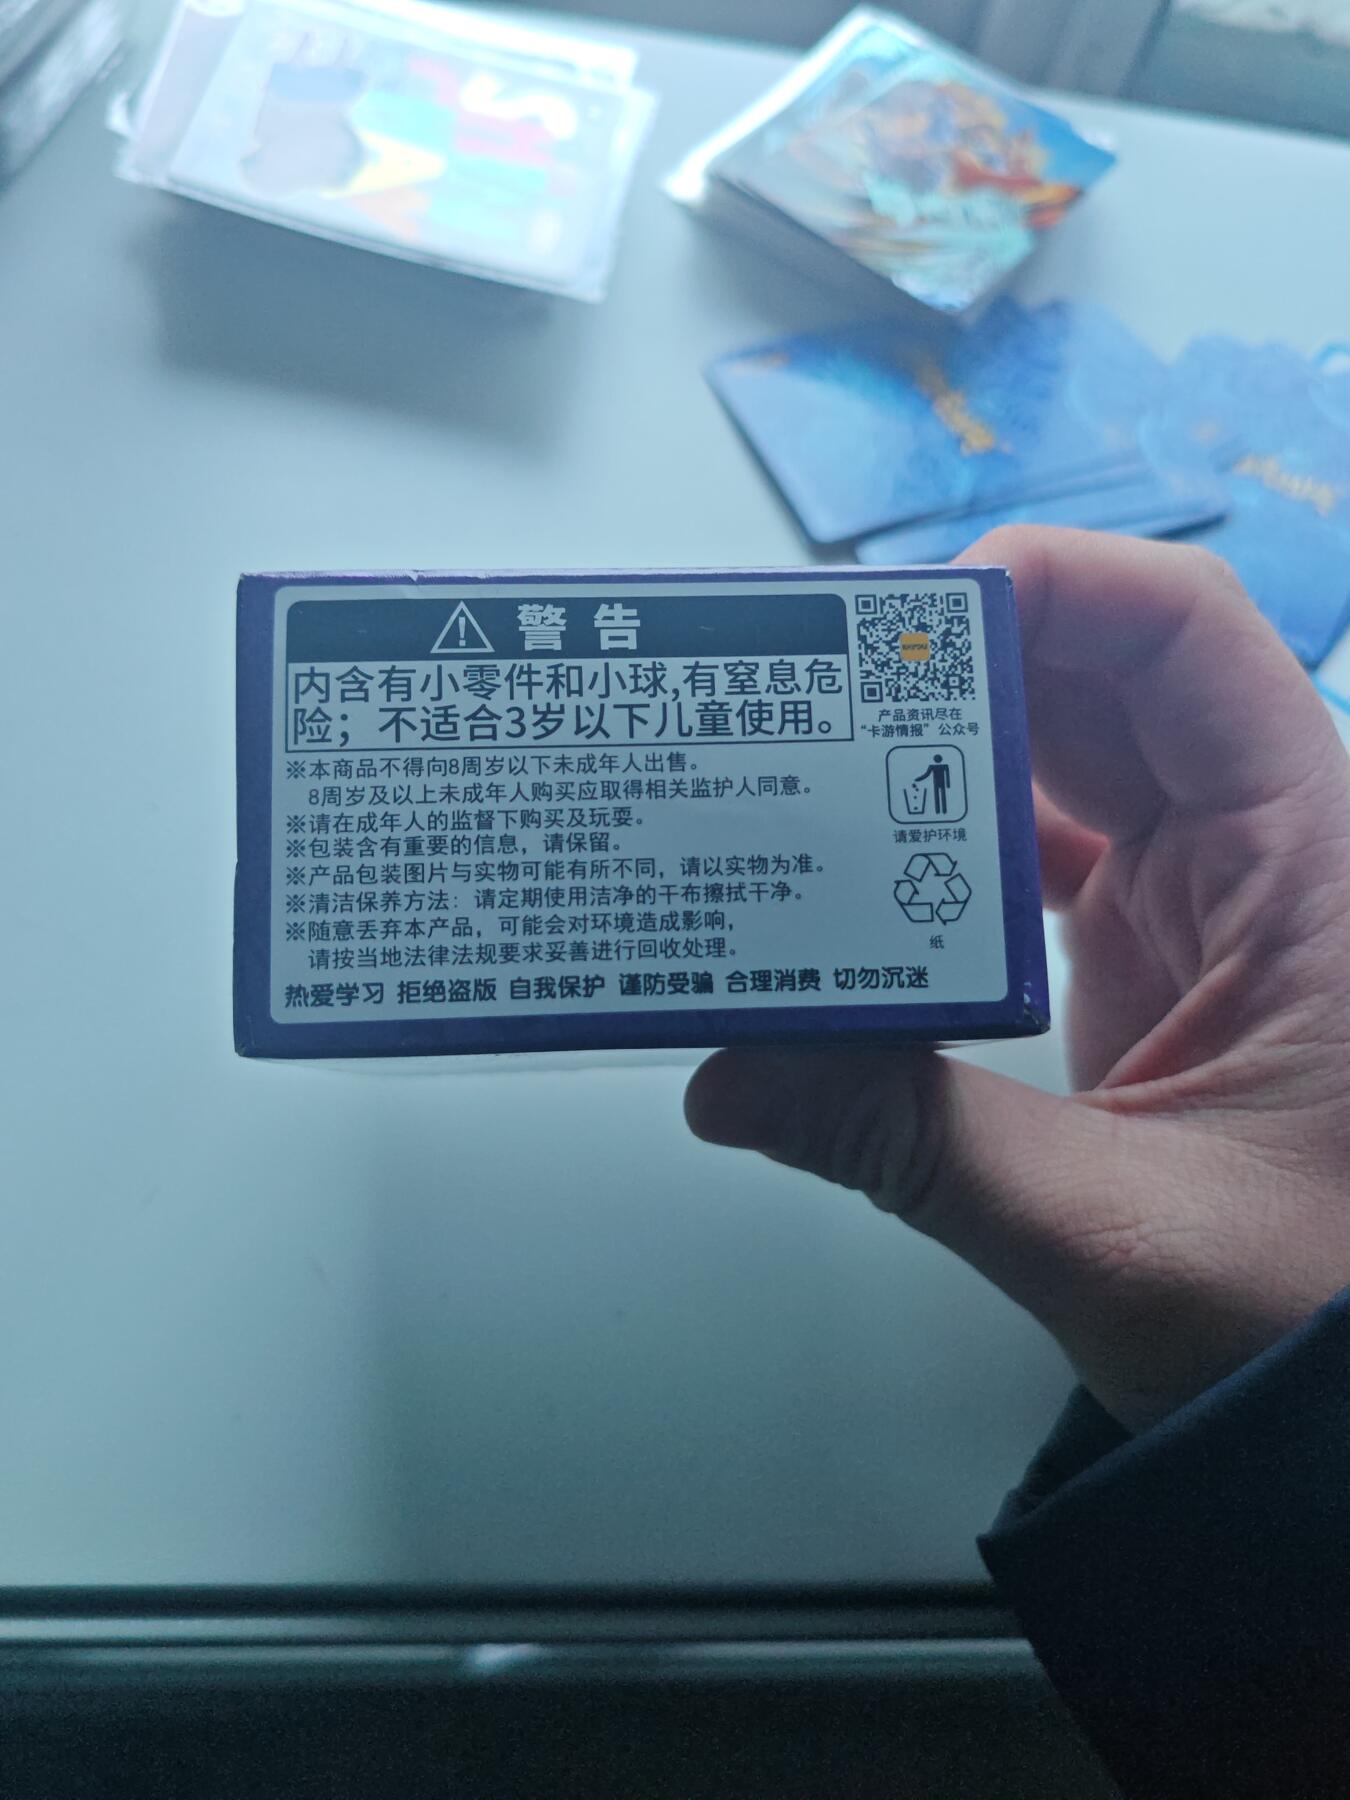 警告
内含有小零件和小球,有窒息危
险；不适合3岁以下儿童使用。
※本商品不得向8周岁以下未成年人出售。
8周岁及以上未成年人购买应取得相关监护人同意。
※请在成年人的监督下购买及玩耍。
※包装含有重要的信息，请保留。
※产品包装图片与实物可能有所不同，请以实物为准。
※清洁保养方法：请定期使用洁净的干布擦拭干净。
※随意丢弃本产品，可能会对环境造成影响，
请按当地法律法规要求妥善进行回收处理。
热爱学习 拒绝盗版 自我保护 谨防受骗 合理消费 切勿沉迷
产品资讯尽在
“卡游情报”公众号
请爱护环境
纸